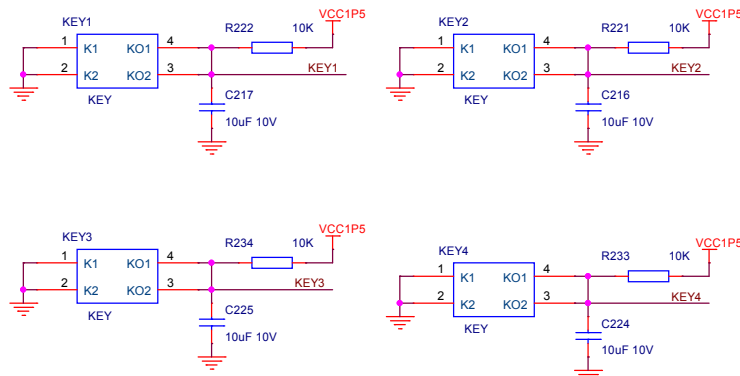 KEY1
1
K1
KO1
4
2
K2
KO2
3
KEY
R222
10K
VCC1P5
KEY1
C217
10uF 10V
KEY2
1
K1
KO1
4
2
K2
KO2
3
KEY
R221
10K
VCC1P5
KEY2
C216
10uF 10V
KEY3
1
K1
KO1
4
2
K2
KO2
3
KEY
R234
10K
VCC1P5
KEY3
C225
10uF 10V
KEY4
1
K1
KO1
4
2
K2
KO2
3
KEY
R233
10K
VCC1P5
KEY4
C224
10uF 10V